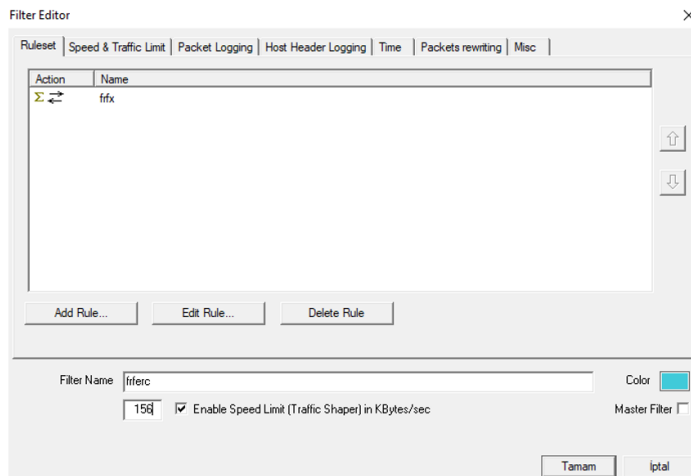 Filter Editor
Ruleset Speed & Traffic Limit Packet Logging Host Header Logging Time Packets rewriting Misc
Action Name
frfx
Add Rule... Edit Rule... Delete Rule
Filter Name frferc Color
156 Enable Speed Limit (Traffic Shaper) in KBytes/sec Master Filter
Tamam İptal